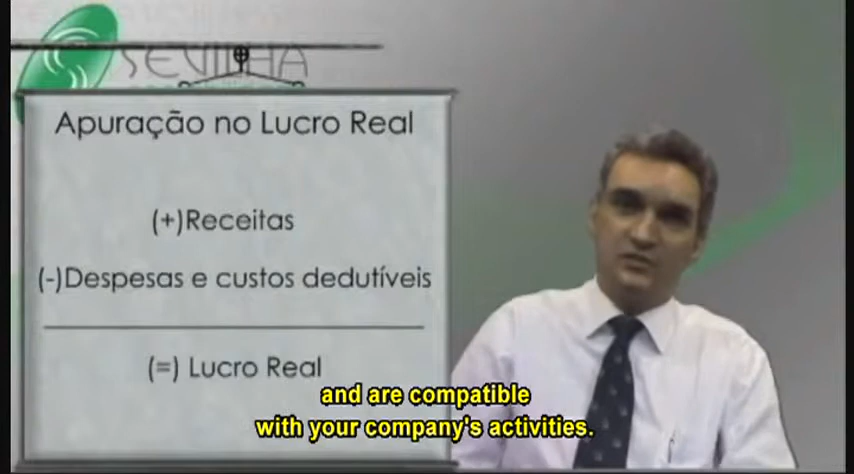 SEVILHA
Apuração no Lucro Real
(+)Receitas
(-)Despesas e custos dedutíveis
(=) Lucro Real
and are compatible
with your company's activities.